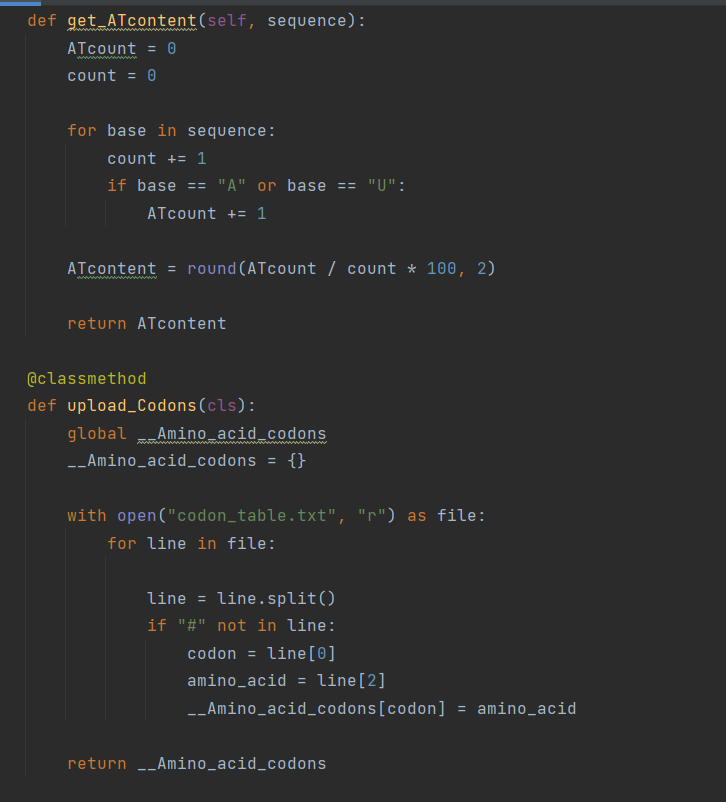 def get_ATcontent(self, sequence):
    ATcount = 0
    count = 0

    for base in sequence:
        count += 1
        if base == "A" or base == "U":
            ATcount += 1

    ATcontent = round(ATcount / count * 100, 2)

    return ATcontent

@classmethod
def upload_Codons(cls):
    global __Amino_acid_codons
    __Amino_acid_codons = {}

    with open("codon_table.txt", "r") as file:
        for line in file:

            line = line.split()
            if "#" not in line:
                codon = line[0]
                amino_acid = line[2]
                __Amino_acid_codons[codon] = amino_acid

    return __Amino_acid_codons